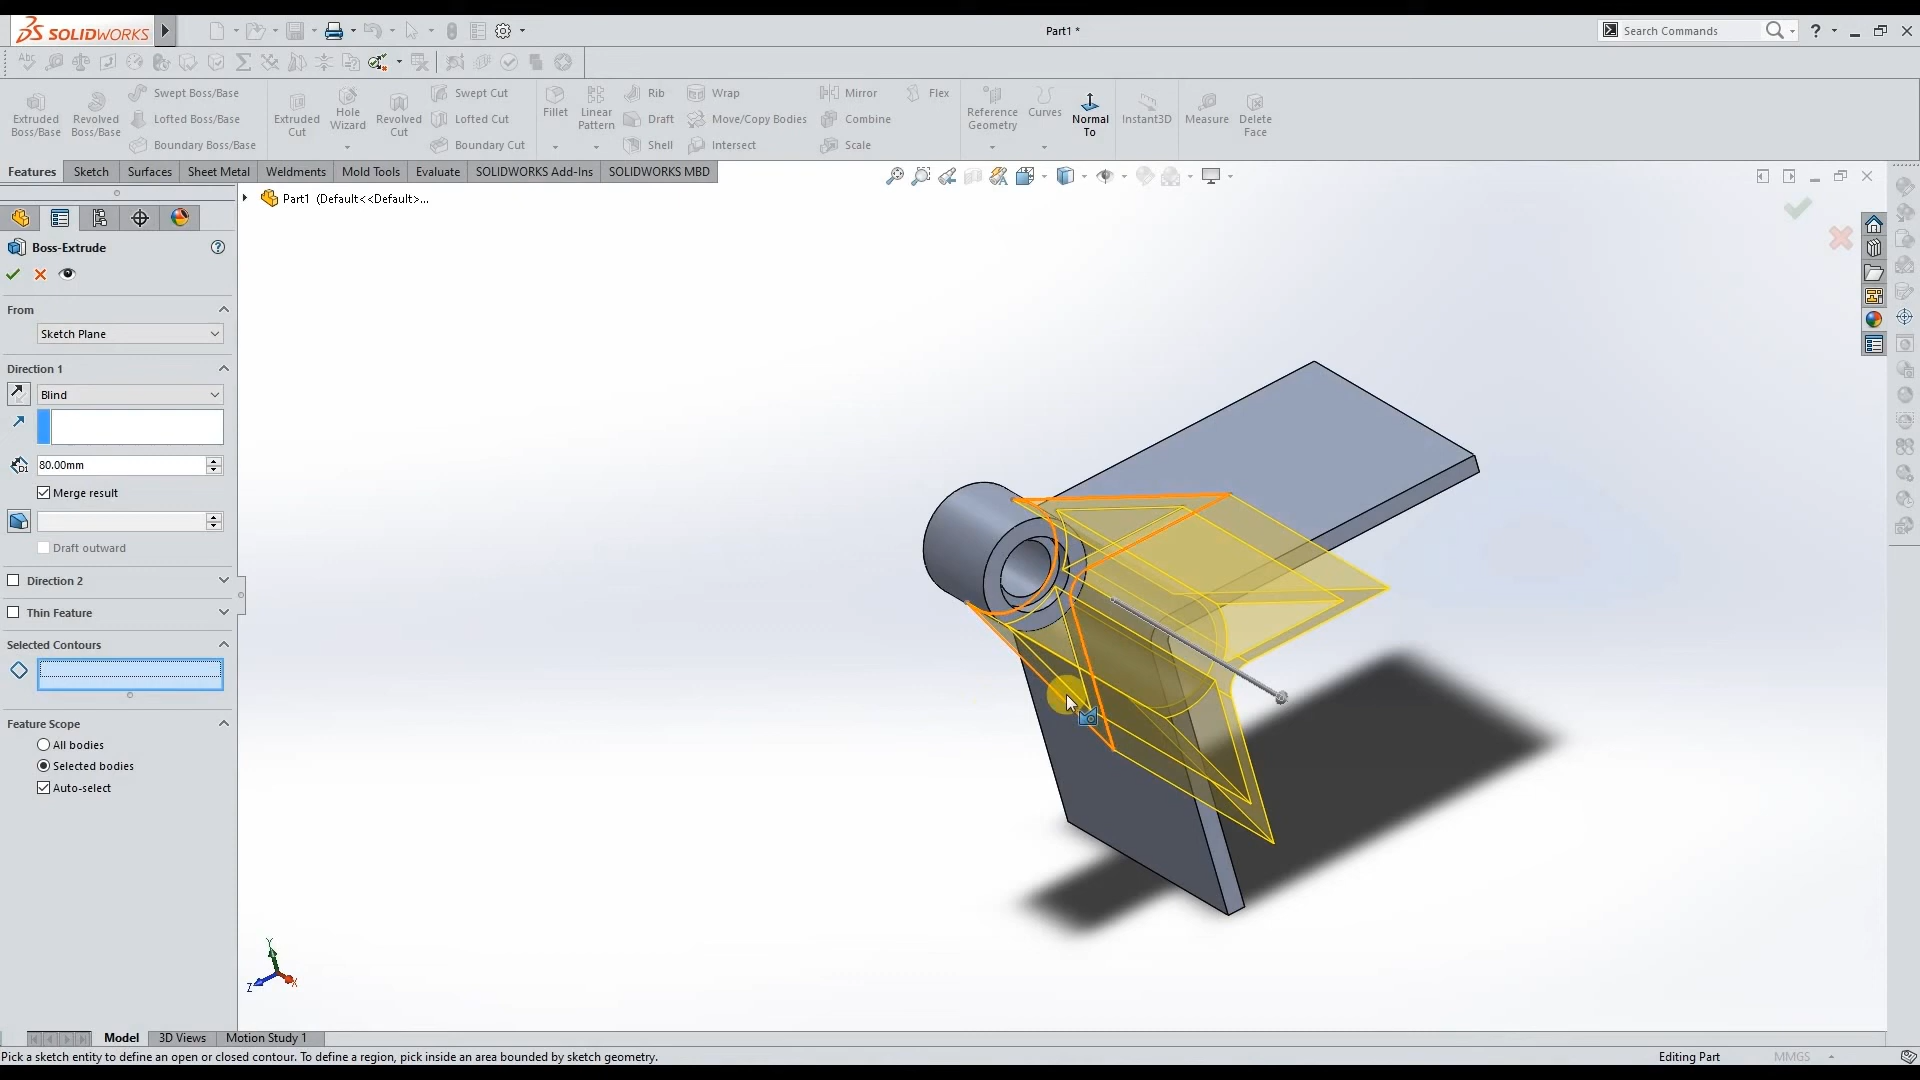 SOLIDWORKS
Part1 *
Search Commands
?
Extruded Boss/Base
Revolved Boss/Base
Swept Boss/Base
Lofted Boss/Base
Boundary Boss/Base
Extruded Cut
Hole Wizard
Revolved Cut
Swept Cut
Lofted Cut
Boundary Cut
Fillet
Linear Pattern
Rib
Draft
Shell
Wrap
Move/Copy Bodies
Intersect
Mirror
Combine
Scale
Flex
Reference Geometry
Curves
Normal To
Instant3D
Measure
Delete Face
Features
Sketch
Surfaces
Sheet Metal
Weldments
Mold Tools
Evaluate
SOLIDWORKS Add-Ins
SOLIDWORKS MBD
Part1 (Default<<Default>...
Boss-Extrude
?
From
Sketch Plane
Direction 1
Blind
80.00mm
Merge result
Draft outward
Direction 2
Thin Feature
Selected Contours
Feature Scope
All bodies
Selected bodies
Auto-select
Y
Z
X
Model
3D Views
Motion Study 1
Pick a sketch entity to define an open or closed contour. To define a region, pick inside an area bounded by sketch geometry.
Editing Part
MMGS